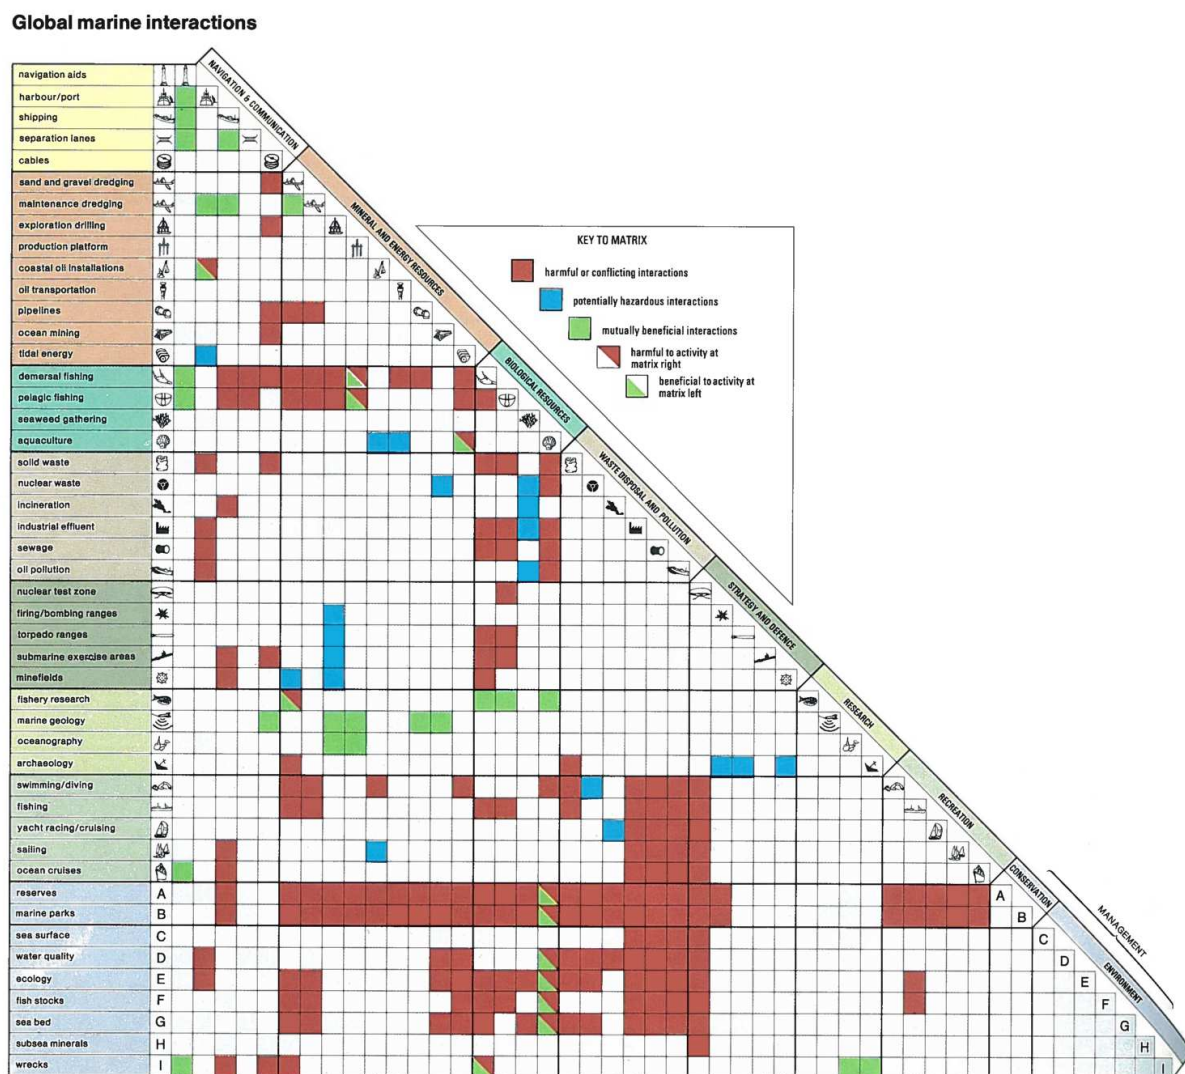 Global marine interactions
navigation aids
harbour/port
shipping
separation lanes
cables
sand and gravel dredging
maintenance dredging
exploration drilling
production platform
coastal oil installations
oil transportation
pipelines
ocean mining
tidal energy
demersal fishing
pelagic fishing
seaweed gathering
aquaculture
solid waste
nuclear waste
incineration
industrial effluent
sewage
oil pollution
nuclear test zone
firing/bombing ranges
torpedo ranges
submarine exercise areas
minefields
fishery research
marine geology
oceanography
archaeology
swimming/diving
fishing
yacht racing/cruising
sailing
ocean cruises
reserves A
marine parks B
sea surface C
water quality D
ecology E
fish stocks F
sea bed G
subsea minerals H
wrecks I
NAVIGATION & COMMUNICATION
MINERAL AND ENERGY RESOURCES
BIOLOGICAL RESOURCES
WASTE DISPOSAL AND POLLUTION
STRATEGY AND DEFENCE
RESEARCH
RECREATION
CONSERVATION
ENVIRONMENT
MANAGEMENT
A
B
C
D
E
F
G
H
I
KEY TO MATRIX
harmful or conflicting interactions
potentially hazardous interactions
mutually beneficial interactions
harmful to activity at
matrix right
beneficial to activity at
matrix left